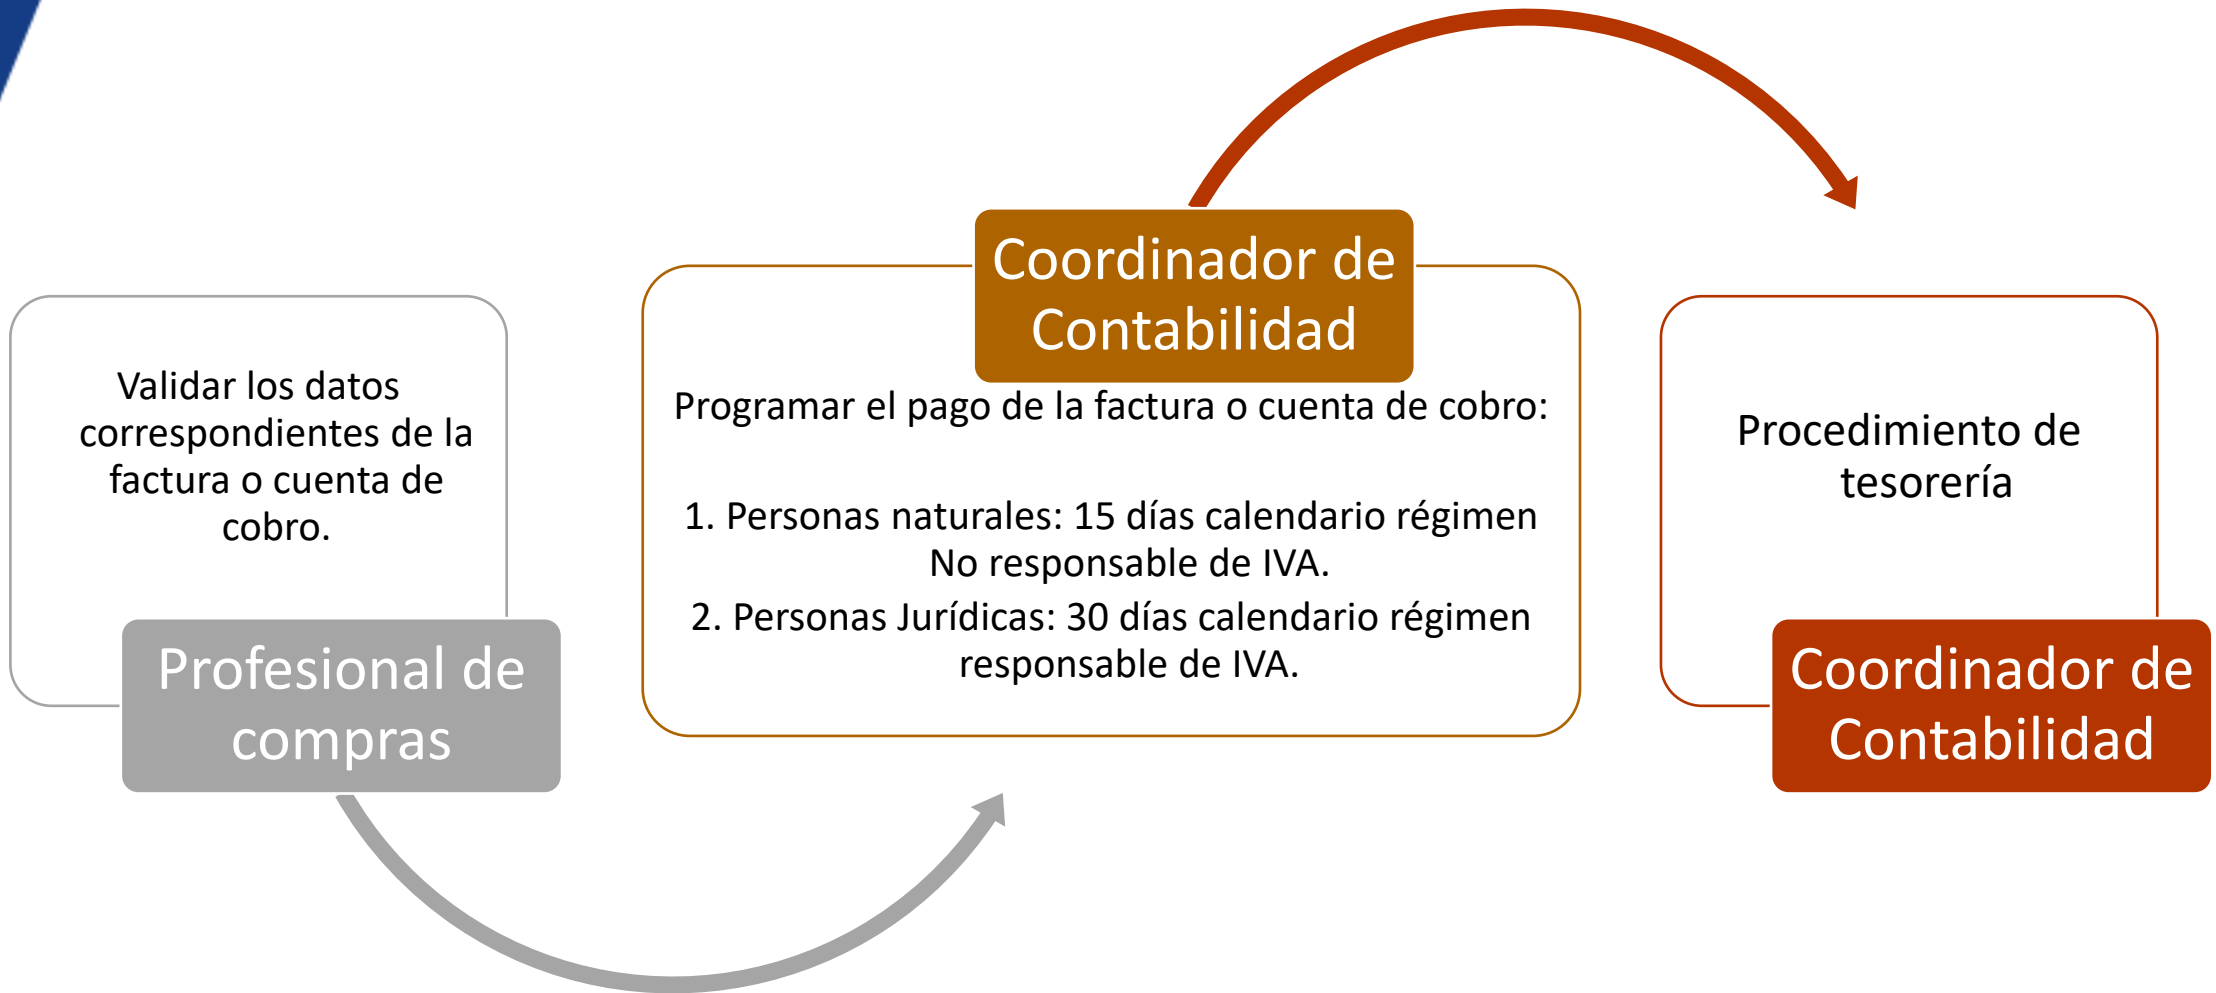 Validar los datos
correspondientes de la
factura o cuenta de
cobro.
Profesional de
compras
Coordinador de
Contabilidad
Programar el pago de la factura o cuenta de cobro:
1. Personas naturales: 15 días calendario régimen
No responsable de IVA.
2. Personas Jurídicas: 30 días calendario régimen
responsable de IVA.
Procedimiento de
tesorería
Coordinador de
Contabilidad